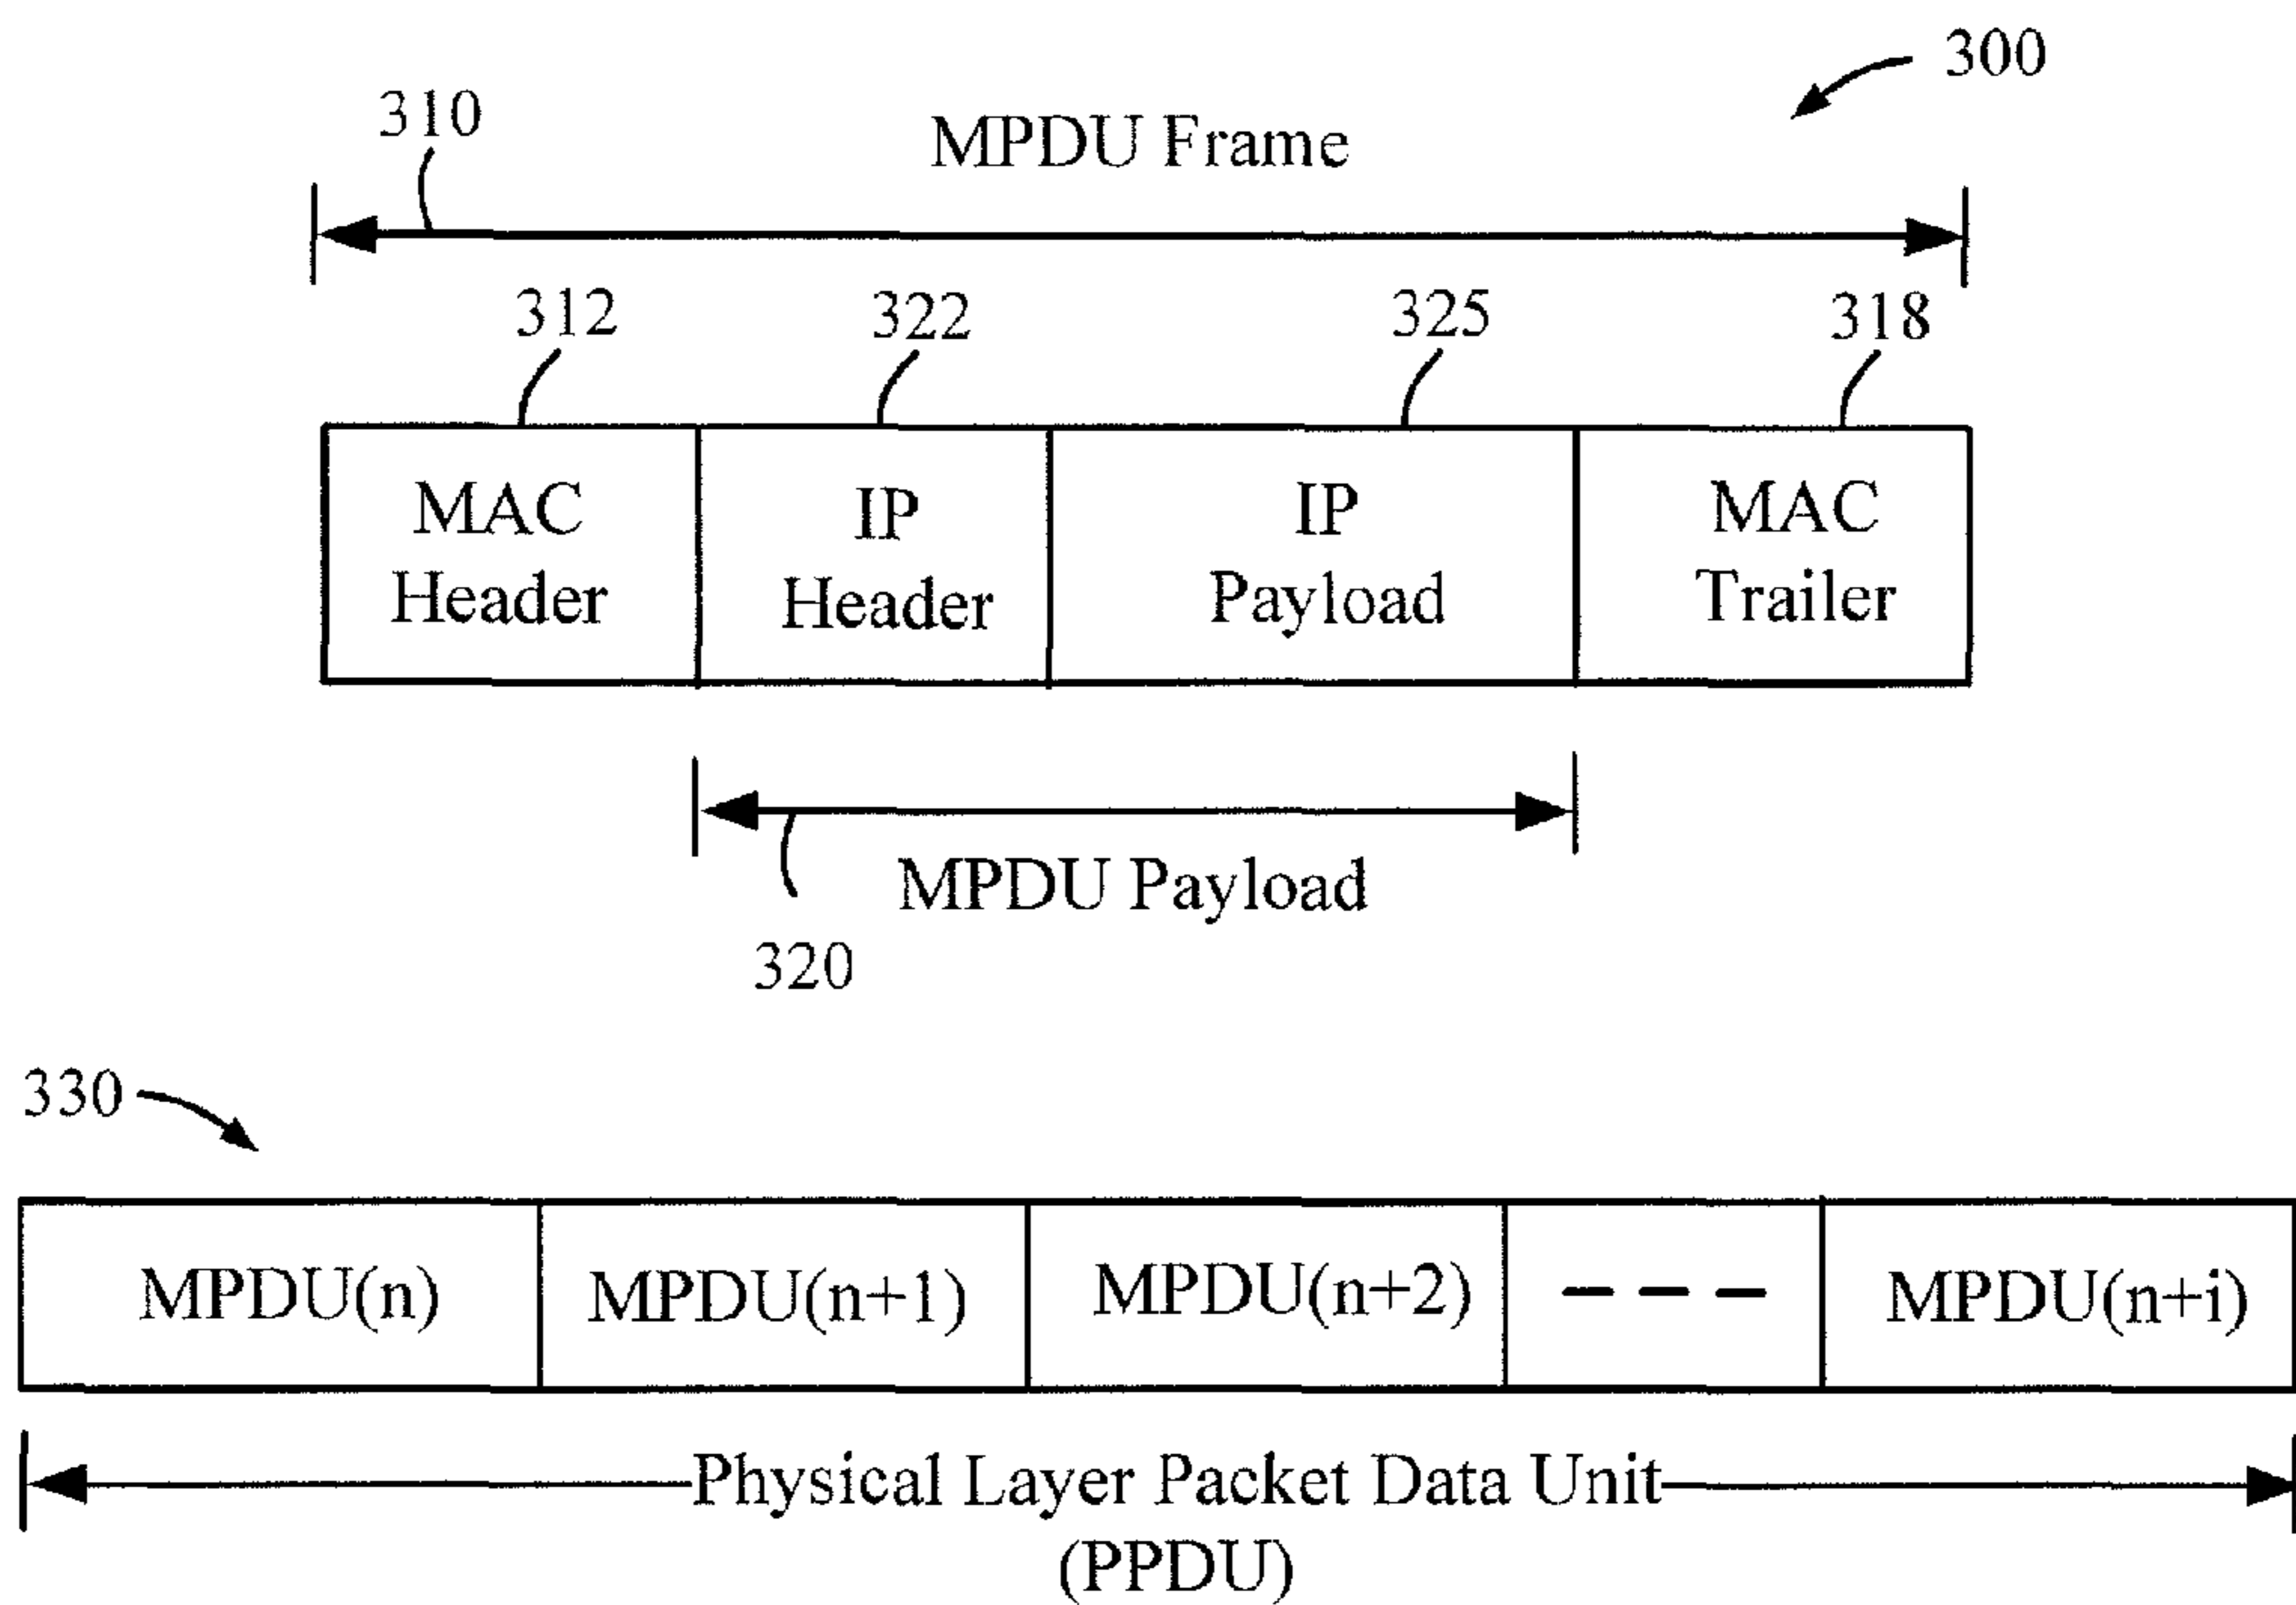 300
310
MPDU Frame
312
322
325
318
MAC
Header
IP
Header
IP
Payload
MAC
Trailer
MPDU Payload
320
330
MPDU(n)
MPDU(n+1)
MPDU(n+2)
– – –
MPDU(n+i)
Physical Layer Packet Data Unit
(PPDU)